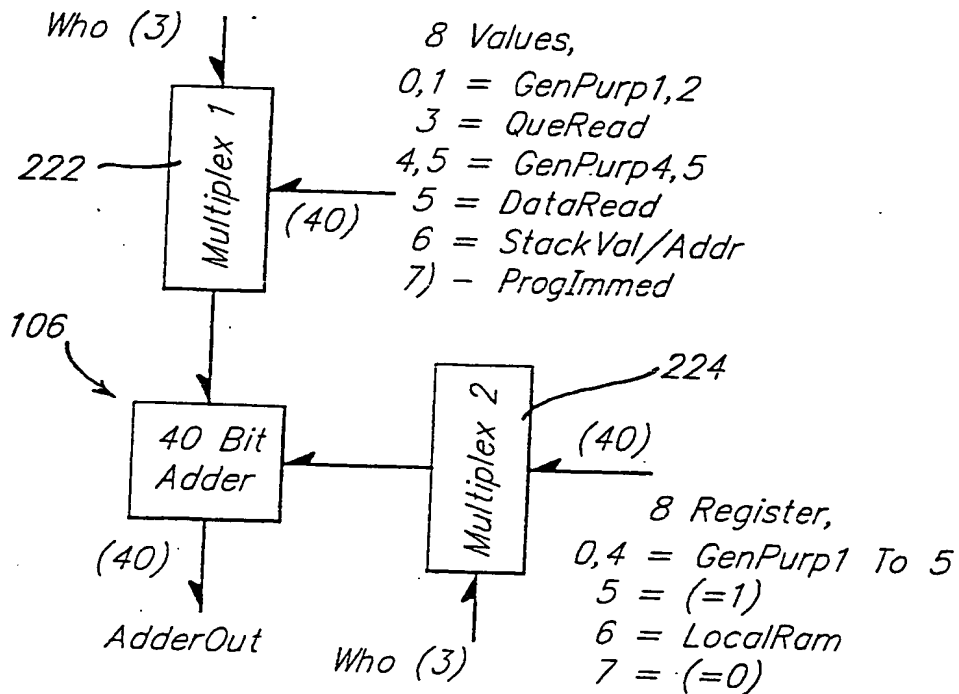 Who (3)
8 Values,
0,1 = GenPurp1,2
3 = QueRead
4,5 = GenPurp4,5
5 = DataRead
6 = StackVal/Addr
7) - ProgImmed
222
Multiplex 1
(40)
106
224
40 Bit
Adder
Multiplex 2
(40)
8 Register,
0,4 = GenPurp1 To 5
5 = (=1)
6 = LocalRam
7 = (=0)
(40)
AdderOut
Who (3)